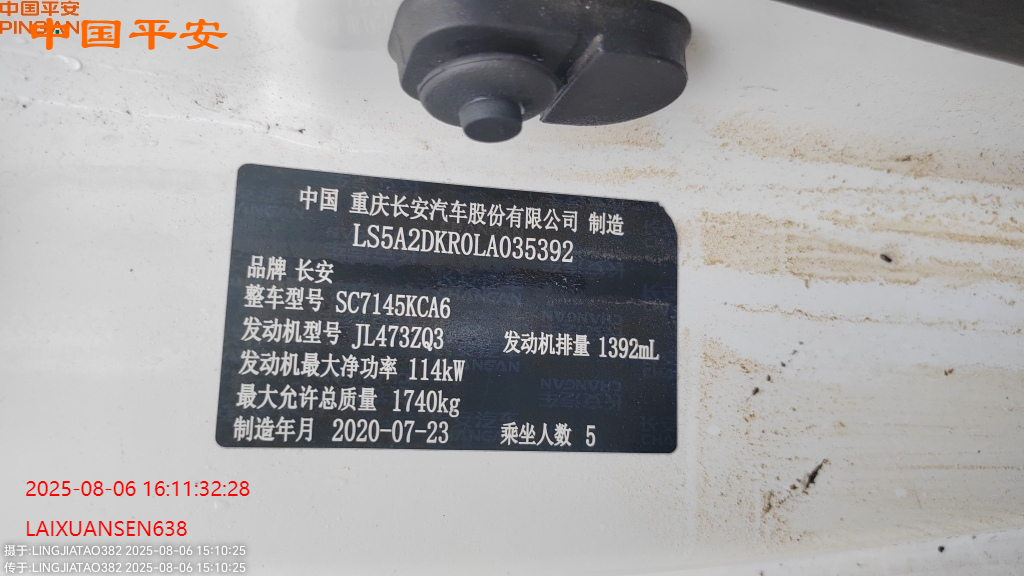 中国平安
PINGAN
中国平安
中国 重庆长安汽车股份有限公司 制造
LS5A2DKR0LA035392
品牌 长安
整车型号 SC7145KCA6
发动机型号 JL473ZQ3 发动机排量 1392mL
发动机最大净功率 114kW
最大允许总质量 1740kg
制造年月 2020-07-23 乘坐人数 5
2025-08-06 16:11:32:28
LAIXUANSEN638
摄于:LINGJIATAO382 2025-08-06 15:10:25
传于:LINGJIATAO382 2025-08-06 15:10:25